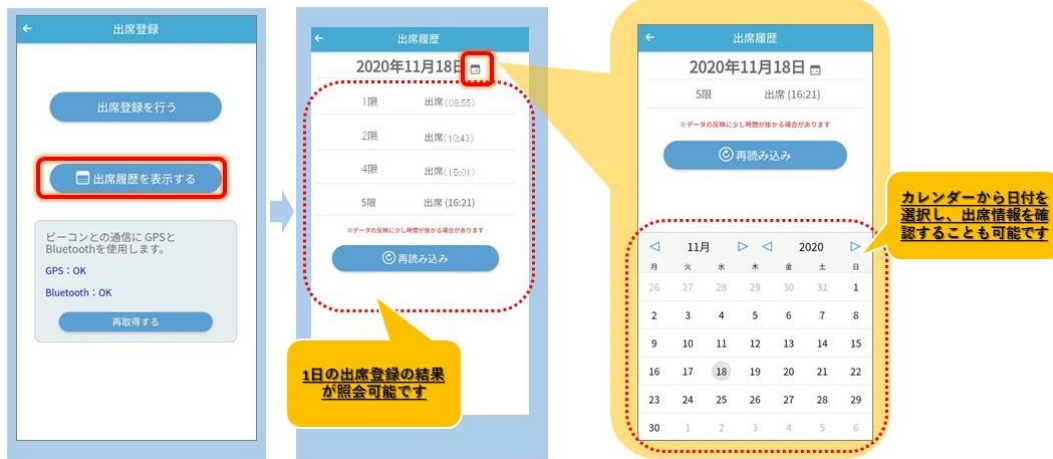 出席登録
出席登録を行う
出席履歴を表示する
ビーコンとの通信に GPSと
Bluetoothを使用します。
GPS：OK
Bluetooth：OK
再取得する
出席履歴
2020年11月18日
1限 出席(08:55)
2限 出席(10:43)
4限 出席(15:01)
5限 出席 (16:21)
※データの反映に少し時間が掛かる場合があります
再読み込み
1日の出席登録の結果
が照会可能です
出席履歴
2020年11月18日
5限 出席 (16:21)
※データの反映に少し時間が掛かる場合があります
再読み込み
11月 2020
月 火 水 木 金 土 日
26 27 28 29 30 31 1
2 3 4 5 6 7 8
9 10 11 12 13 14 15
16 17 18 19 20 21 22
23 24 25 26 27 28 29
30 1 2 3 4 5 6
カレンダーから日付を
選択し、出席情報を確
認することも可能です